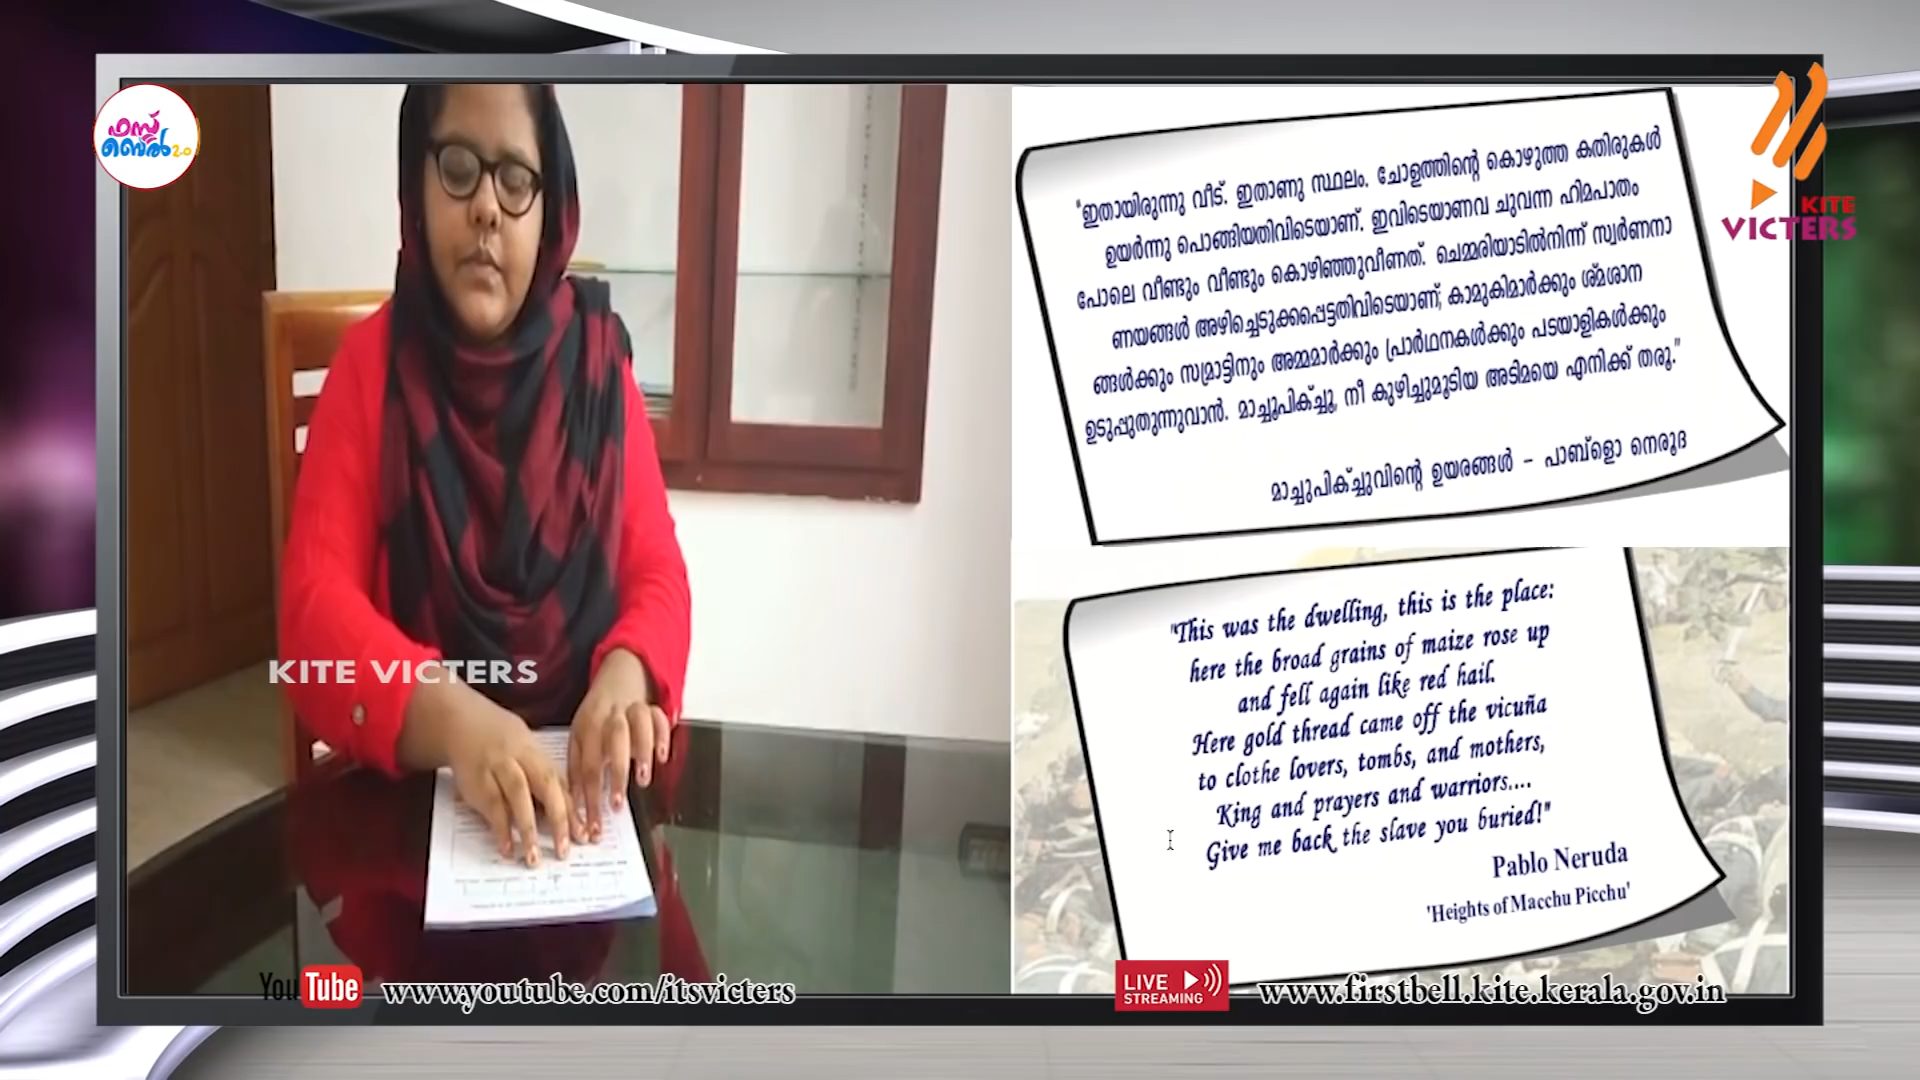 ഫസ്റ്റ്
ബെൽ 2.0
"ഇതായിരുന്നു വീട്. ഇതാണു സ്ഥലം. ചോളത്തിന്റെ കൊഴുത്ത കതിരുകൾ
ഉയർന്നു പൊങ്ങിയതിവിടെയാണ്. ഇവിടെയാണവ ചുവന്ന ഹിമപാതം
പോലെ വീണ്ടും വീണ്ടും കൊഴിഞ്ഞുവീണത്. ചെമ്മരിയാടിൽനിന്ന് സ്വർണനാ
ണയങ്ങൾ അഴിച്ചെടുക്കപ്പെട്ടതിവിടെയാണ്; കാമുകിമാർക്കും ശ്മശാന
ങ്ങൾക്കും സമ്രാട്ടിനും അമ്മമാർക്കും പ്രാർഥനകൾക്കും പടയാളികൾക്കും
ഉടുപ്പുതുന്നുവാൻ. മാച്ചൂപിക്ച്ചൂ, നീ കുഴിച്ചുമൂടിയ അടിമയെ എനിക്ക് തരൂ."
മാച്ചുപിക്ച്ചുവിന്റെ ഉയരങ്ങൾ – പാബ്ളൊ നെരൂദ
KITE
VICTERS
"This was the dwelling, this is the place:
here the broad grains of maize rose up
and fell again like red hail.
Here gold thread came off the vicuña
to clothe lovers, tombs, and mothers,
King and prayers and warriors....
Give me back the slave you buried!"
Pablo Neruda
'Heights of Macchu Picchu'
KITE VICTERS
YouTube www.youtube.com/itsvicters
LIVE
STREAMING
www.firstbell.kite.kerala.gov.in